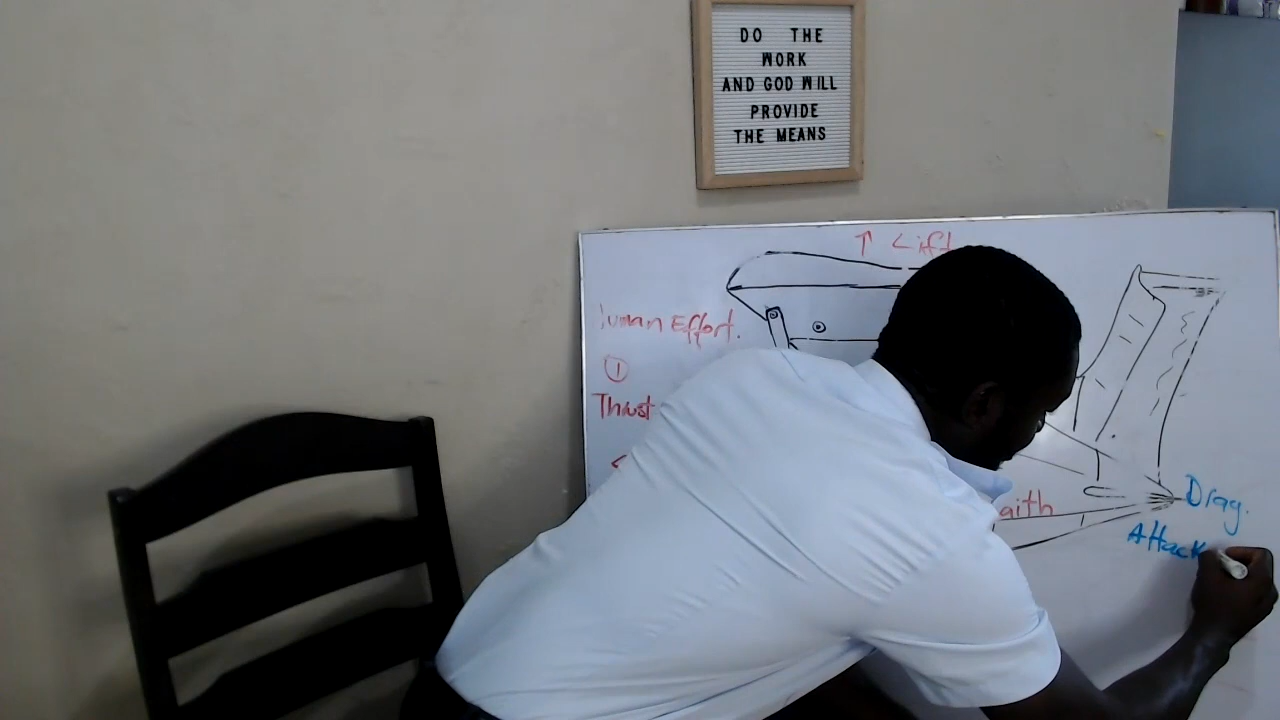 DO THE
WORK
AND GOD WILL
PROVIDE
THE MEANS
↑ Lift
uman Effort.
①
Thrust
<
aith
Drag.
Attack